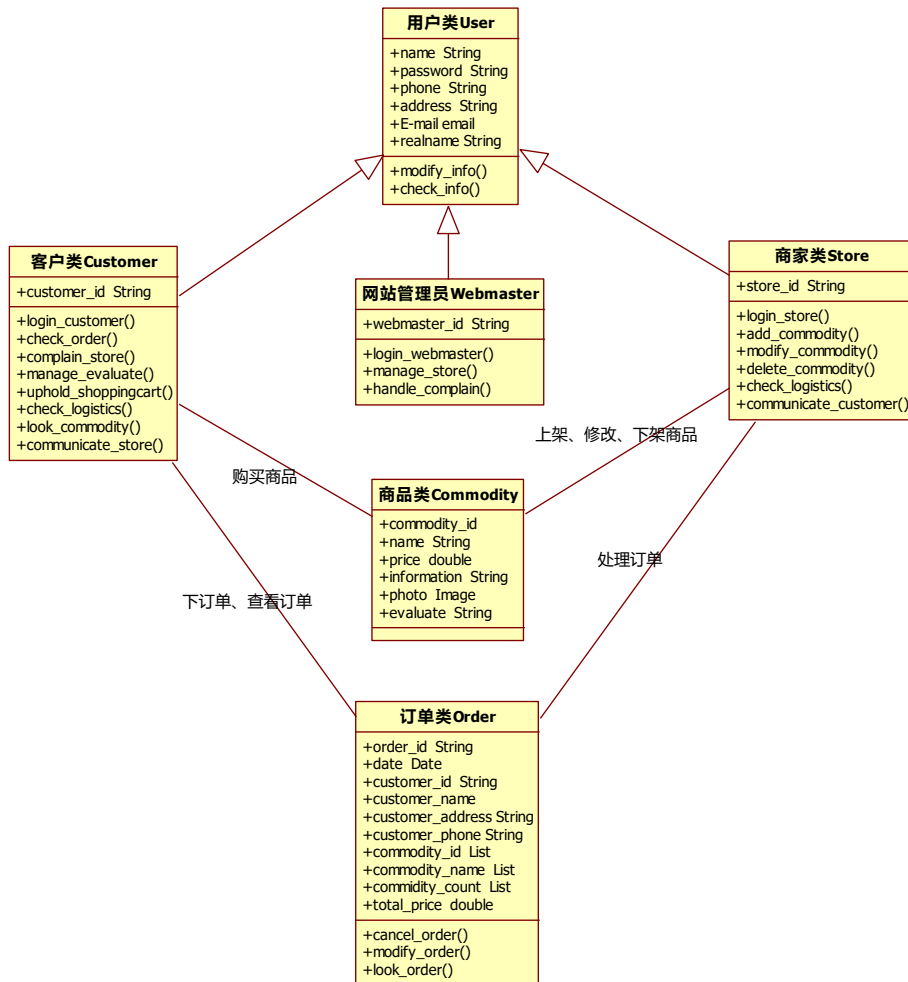 用户类User
+name String
+password String
+phone String
+address String
+E-mail email
+realname String
+modify_info()
+check_info()
客户类Customer
+customer_id String
+login_customer()
+check_order()
+complain_store()
+manage_evaluate()
+uphold_shoppingcart()
+check_logistics()
+look_commodity()
+communicate_store()
网站管理员Webmaster
+webmaster_id String
+login_webmaster()
+manage_store()
+handle_complain()
商家类Store
+store_id String
+login_store()
+add_commodity()
+modify_commodity()
+delete_commodity()
+check_logistics()
+communicate_customer()
购买商品
上架、修改、下架商品
商品类Commodity
+commodity_id
+name String
+price double
+information String
+photo Image
+evaluate String
下订单、查看订单
处理订单
订单类Order
+order_id String
+date Date
+customer_id String
+customer_name
+customer_address String
+customer_phone String
+commodity_id List
+commodity_name List
+commidity_count List
+total_price double
+cancel_order()
+modify_order()
+look_order()